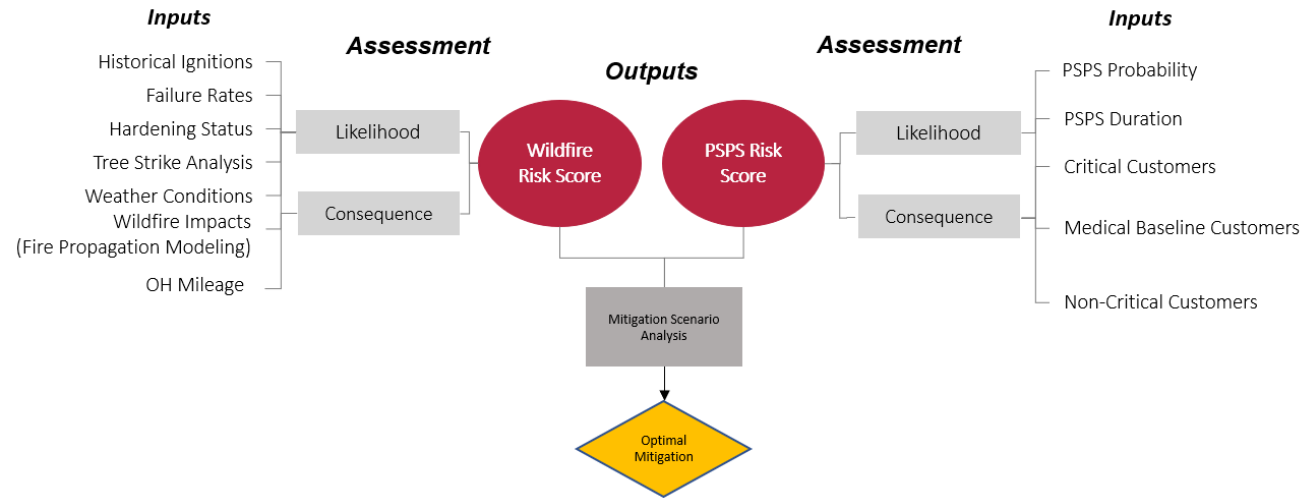 Inputs
Assessment
Historical Ignitions
Failure Rates
Hardening Status
Tree Strike Analysis
Weather Conditions
Wildfire Impacts
(Fire Propagation Modeling)
OH Mileage
Likelihood
Consequence
Outputs
Wildfire
Risk Score
PSPS Risk
Score
Assessment
Likelihood
Consequence
Inputs
PSPS Probability
PSPS Duration
Critical Customers
Medical Baseline Customers
Non-Critical Customers
Mitigation Scenario
Analysis
Optimal
Mitigation